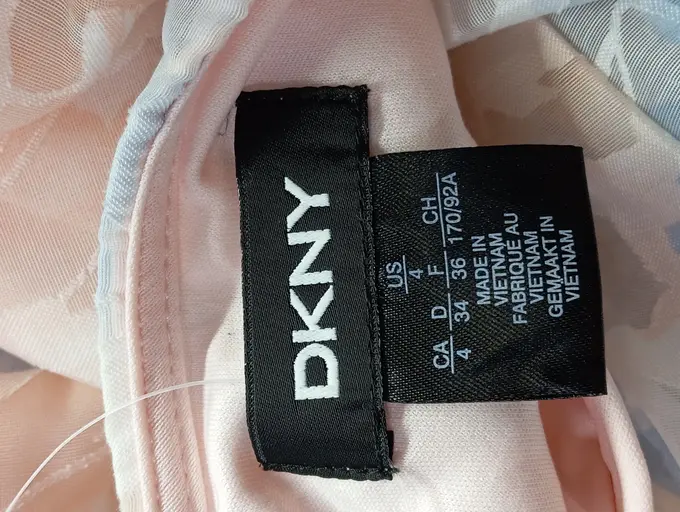 DKNY
US
4
CA D F CH
4 34 36 170/92A
MADE IN
VIETNAM
FABRIQUE AU
VIETNAM
GEMAAKT IN
VIETNAM